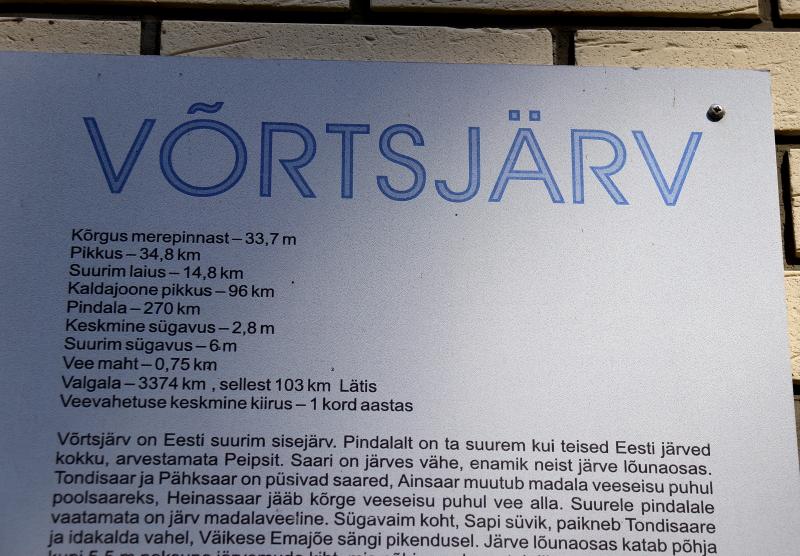 VÕRTSJÄRV
Kõrgus merepinnast – 33,7 m
Pikkus – 34,8 km
Suurim laius – 14,8 km
Kaldajoone pikkus – 96 km
Pindala – 270 km
Keskmine sügavus – 2,8 m
Suurim sügavus – 6 m
Vee maht – 0,75 km
Valgala – 3374 km , sellest 103 km Lätis
Veevahetuse keskmine kiirus – 1 kord aastas
Võrtsjärv on Eesti suurim sisejärv. Pindalalt on ta suurem kui teised Eesti järved
kokku, arvestamata Peipsit. Saari on järves vähe, enamik neist järve lõunaosas.
Tondisaar ja Pähksaar on püsivad saared, Ainsaar muutub madala veeseisu puhul
poolsaareks, Heinassaar jääb kõrge veeseisu puhul vee alla. Suurele pindalale
vaatamata on järv madalaveeline. Sügavaim koht, Sapi süvik, paikneb Tondisaare
ja idakalda vahel, Väikese Emajõe sängi pikendusel. Järve lõunaosas katab põhja